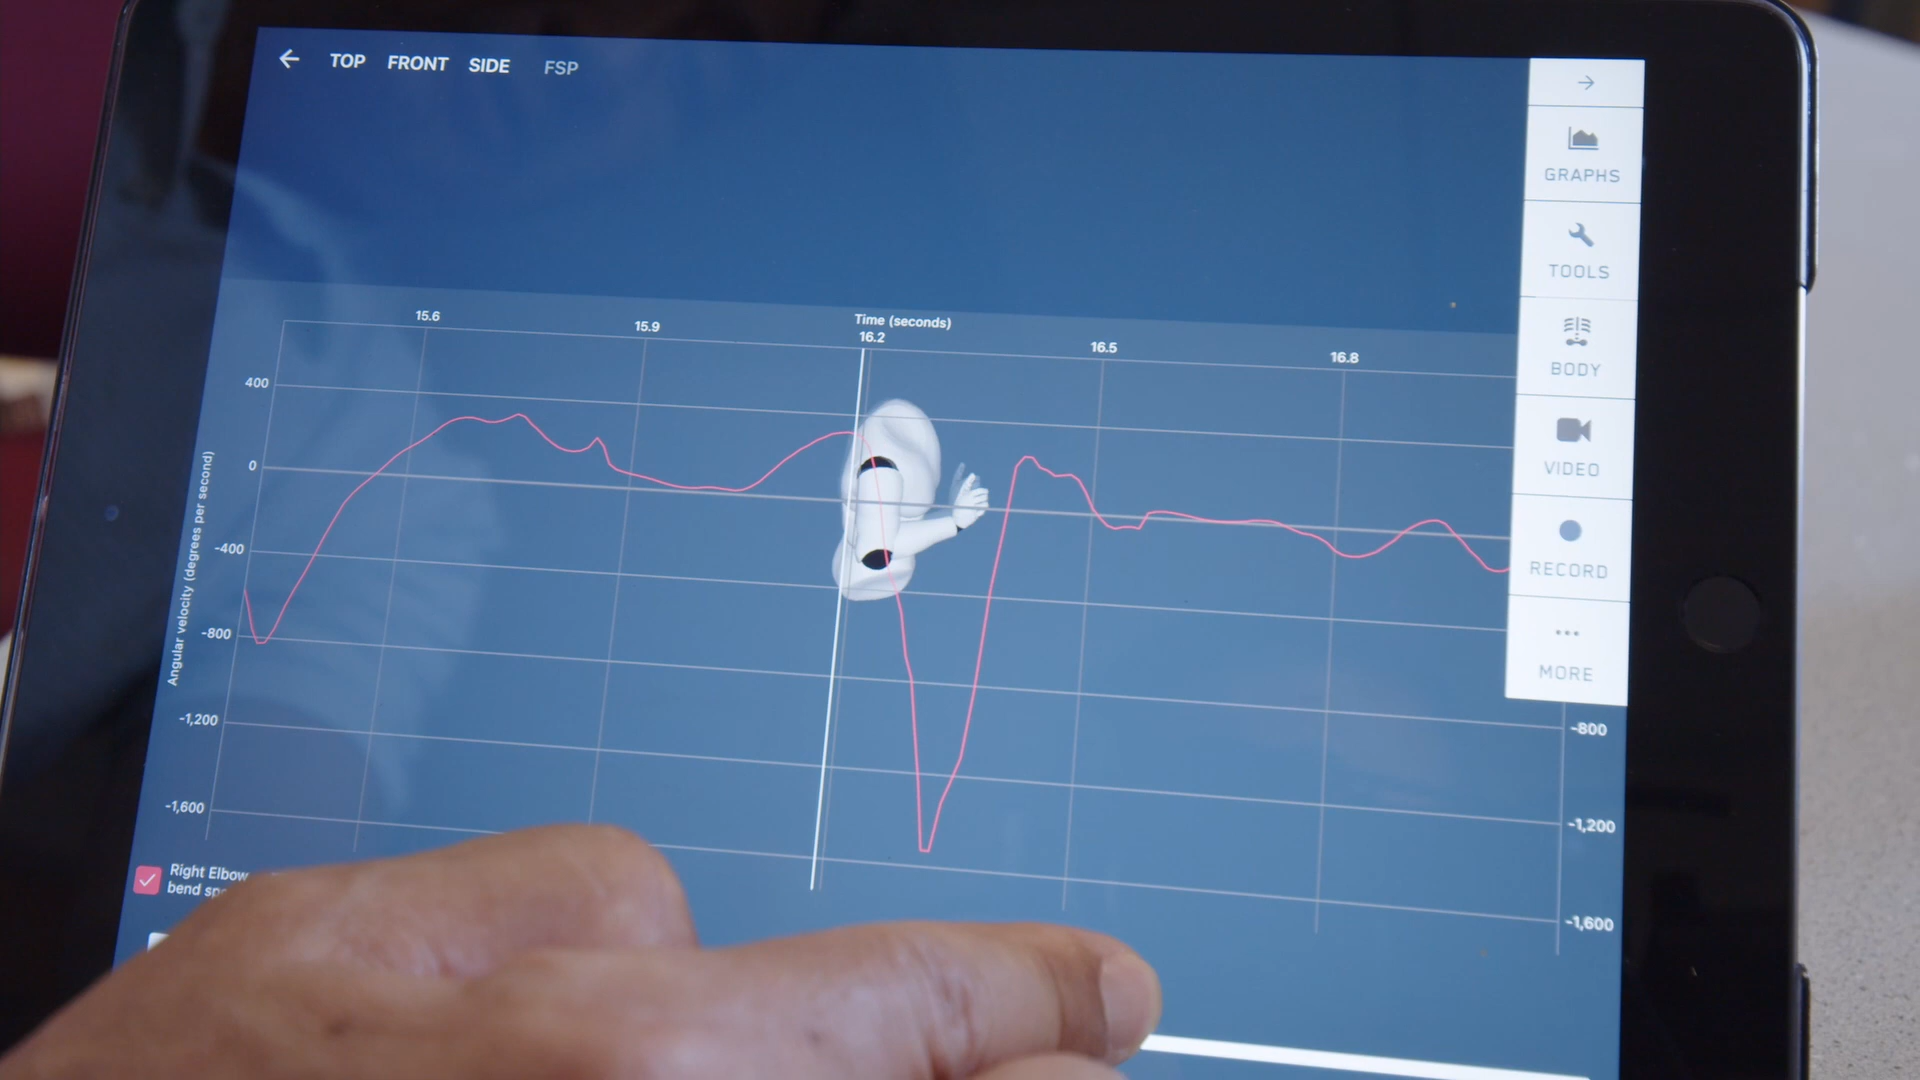 TOP FRONT SIDE FSP
GRAPHS
TOOLS
BODY
VIDEO
RECORD
MORE
Time (seconds)
15.6 15.9 16.2 16.5 16.8
Angular velocity (degrees per second)
400
0
-400
-800
-1,200
-1,600
-800
-1,200
-1,600
Right Elbow
bend